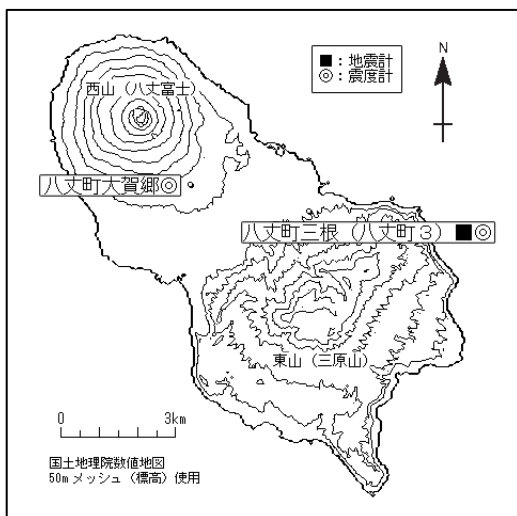 ■:地震計
◎:震度計
N
西山(八丈富士)
八丈町大賀郷◎
八丈町三根(八丈町3)■◎
東山(三原山)
0 3km
国土地理院数値地図
50mメッシュ(標高)使用